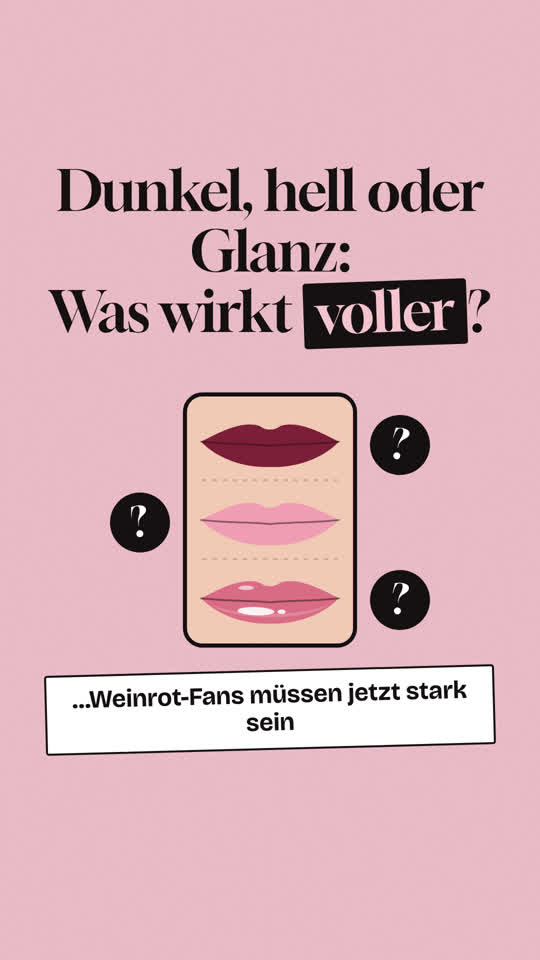 Dunkel, hell oder
Glanz:
Was wirkt voller?
?
?
?
...Weinrot-Fans müssen jetzt stark
sein